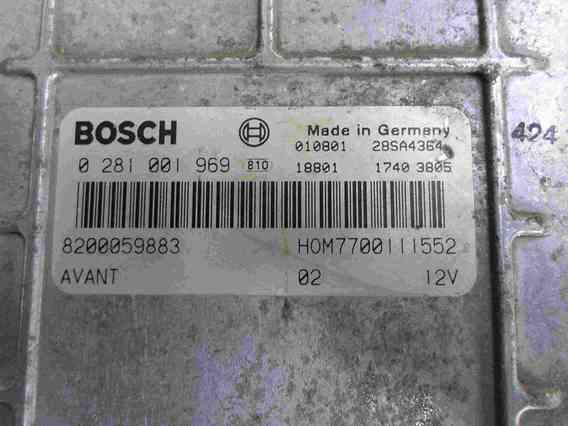 BOSCH Made in Germany
010801 28SA4364
0 281 001 969 810 18801 1740 3805
424
8200059883 HOM7700111552
AVANT 02 12V